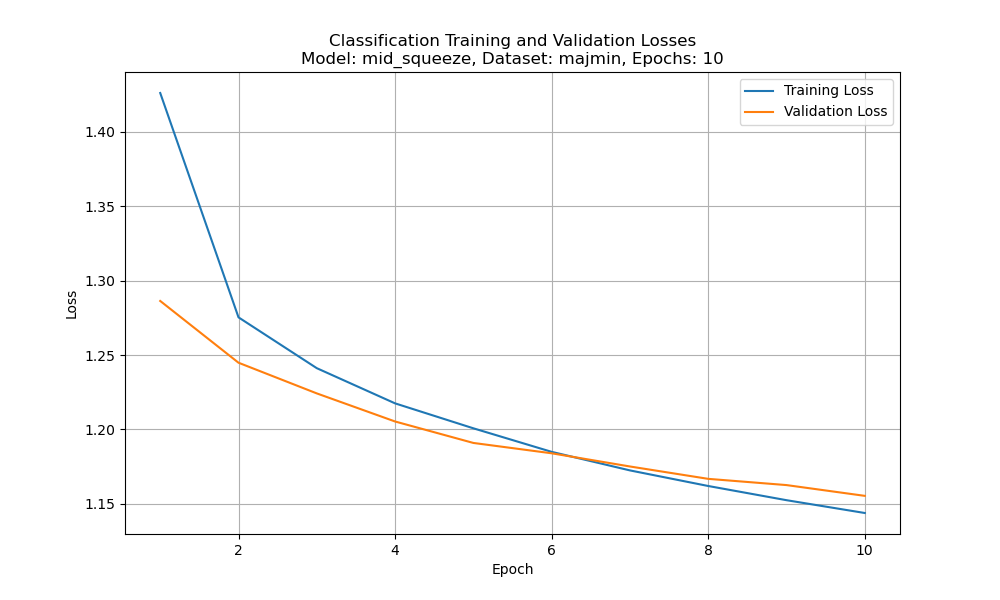 Classification Training and Validation Losses
Model: mid_squeeze, Dataset: majmin, Epochs: 10
Training Loss
Validation Loss
1.40
1.35
1.30
1.25
1.20
1.15
Loss
2
4
6
8
10
Epoch